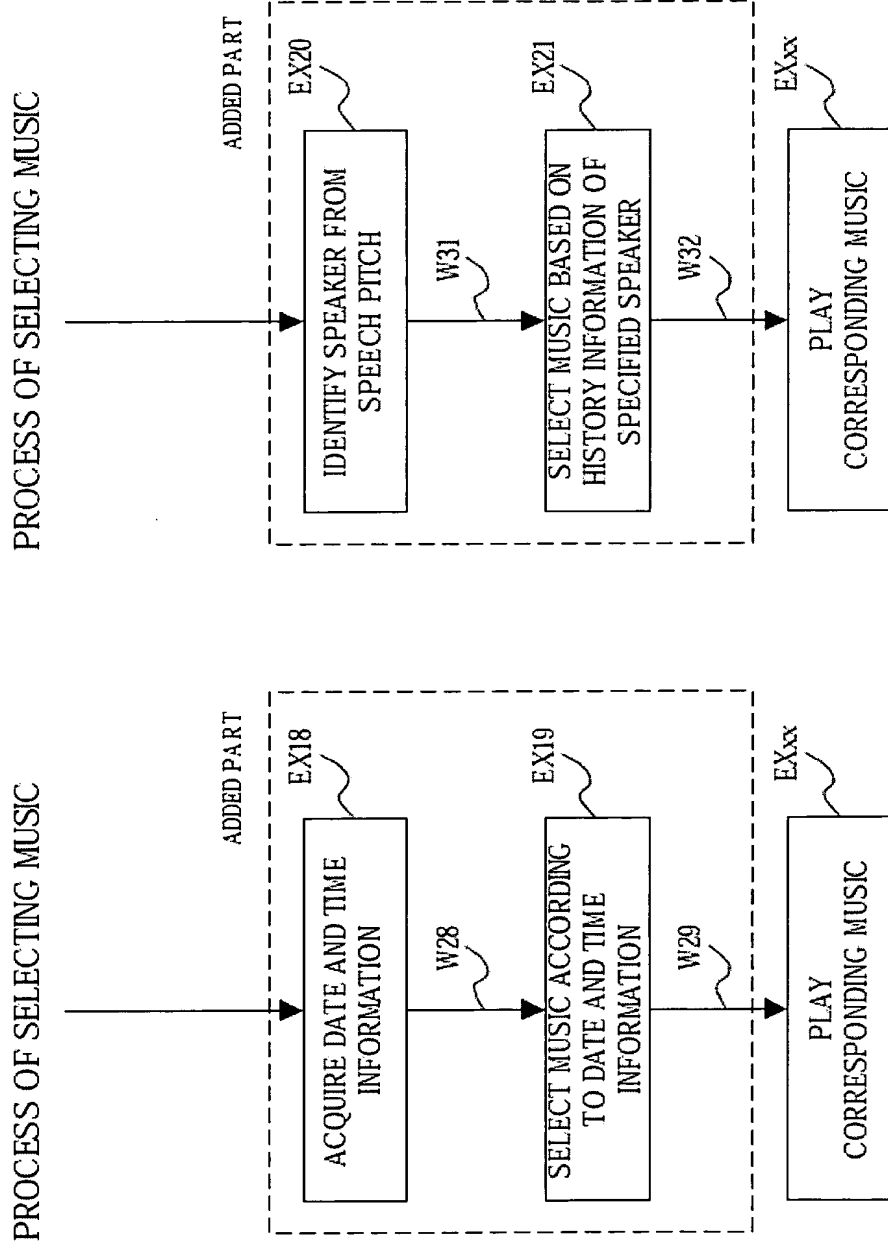 PROCESS OF SELECTING MUSIC
ADDED PART
EX18
ACQUIRE DATE AND TIME
INFORMATION
W28
EX19
SELECT MUSIC ACCORDING
TO DATE AND TIME
INFORMATION
W29
EXxx
PLAY
CORRESPONDING MUSIC
PROCESS OF SELECTING MUSIC
ADDED PART
EX20
IDENTIFY SPEAKER FROM
SPEECH PITCH
W31
EX21
SELECT MUSIC BASED ON
HISTORY INFORMATION OF
SPECIFIED SPEAKER
W32
EXxx
PLAY
CORRESPONDING MUSIC